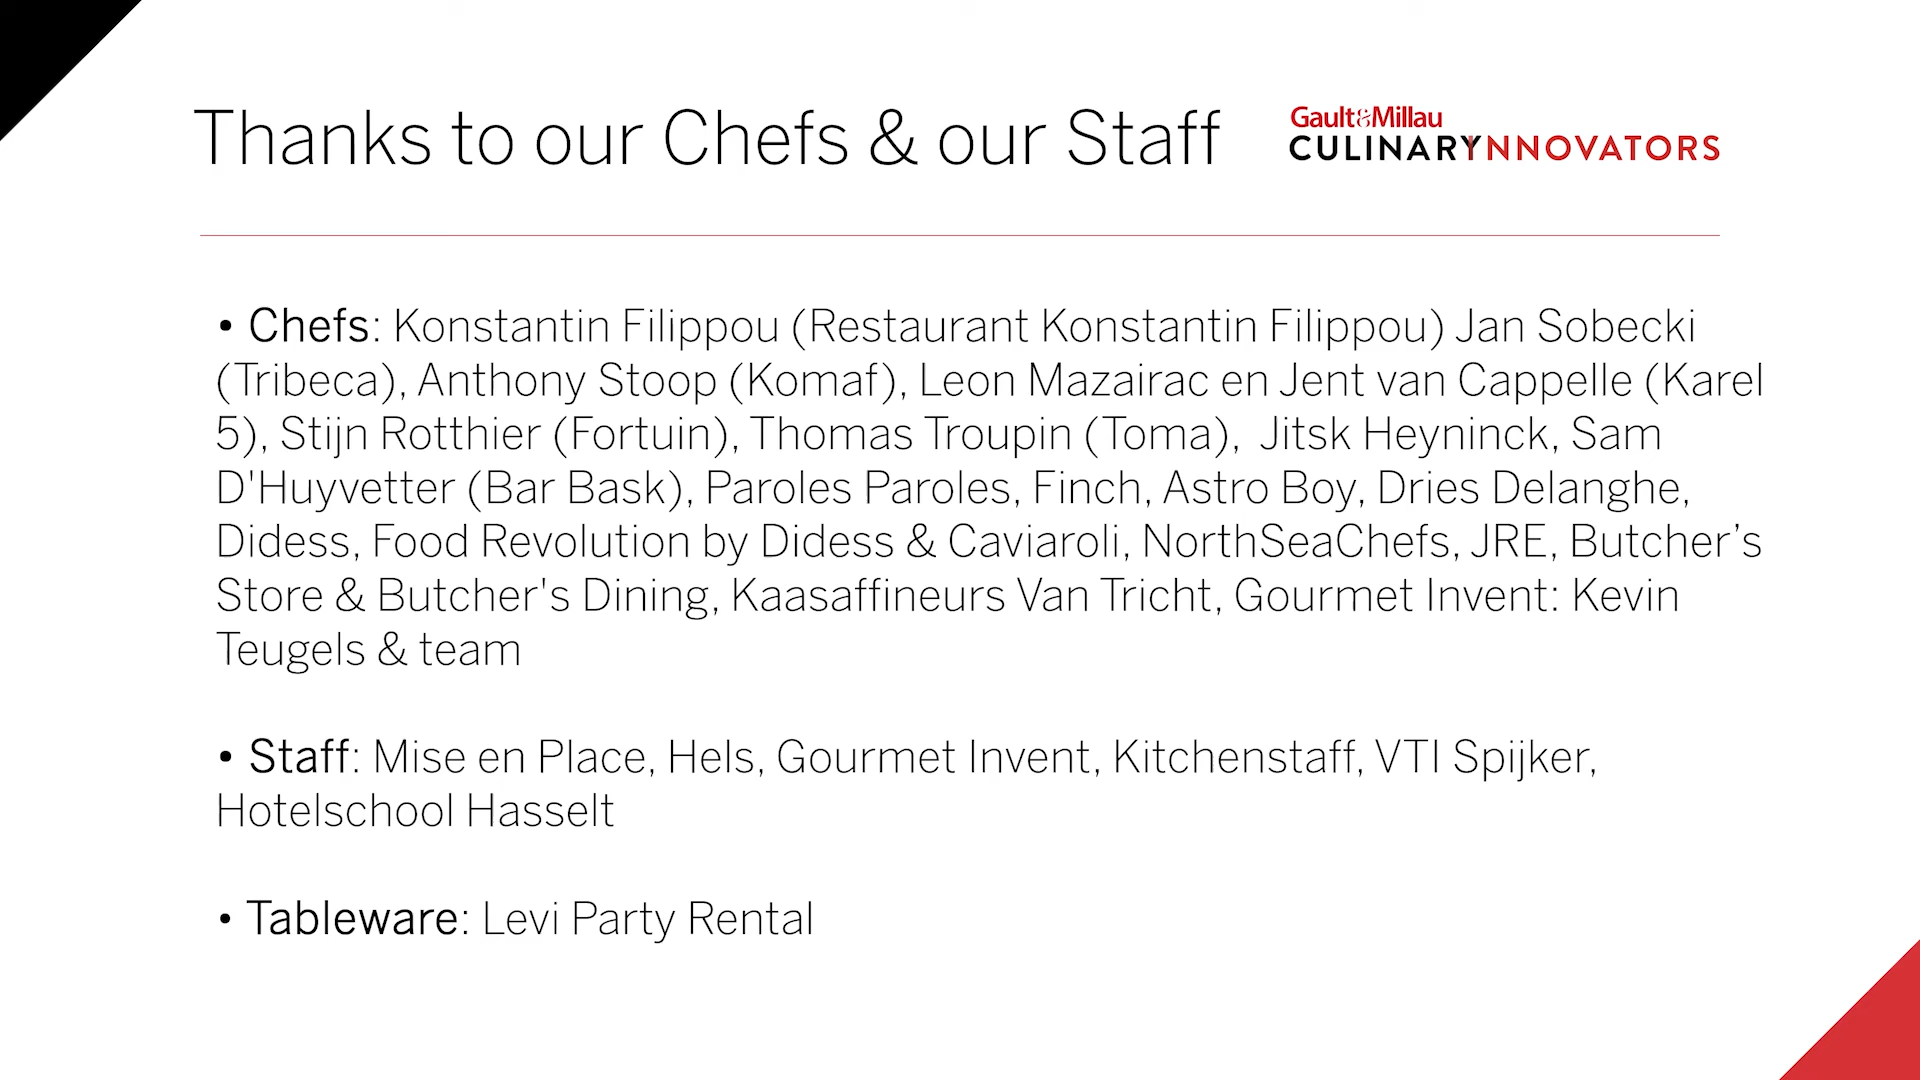 Thanks to our Chefs & our Staff
Gault&Millau
CULINARYNNOVATORS
• Chefs: Konstantin Filippou (Restaurant Konstantin Filippou) Jan Sobecki
(Tribeca), Anthony Stoop (Komaf), Leon Mazairac en Jent van Cappelle (Karel
5), Stijn Rotthier (Fortuin), Thomas Troupin (Toma),  Jitsk Heyninck, Sam
D'Huyvetter (Bar Bask), Paroles Paroles, Finch, Astro Boy, Dries Delanghe,
Didess, Food Revolution by Didess & Caviaroli, NorthSeaChefs, JRE, Butcher’s
Store & Butcher's Dining, Kaasaffineurs Van Tricht, Gourmet Invent: Kevin
Teugels & team
• Staff: Mise en Place, Hels, Gourmet Invent, Kitchenstaff, VTI Spijker,
Hotelschool Hasselt
• Tableware: Levi Party Rental